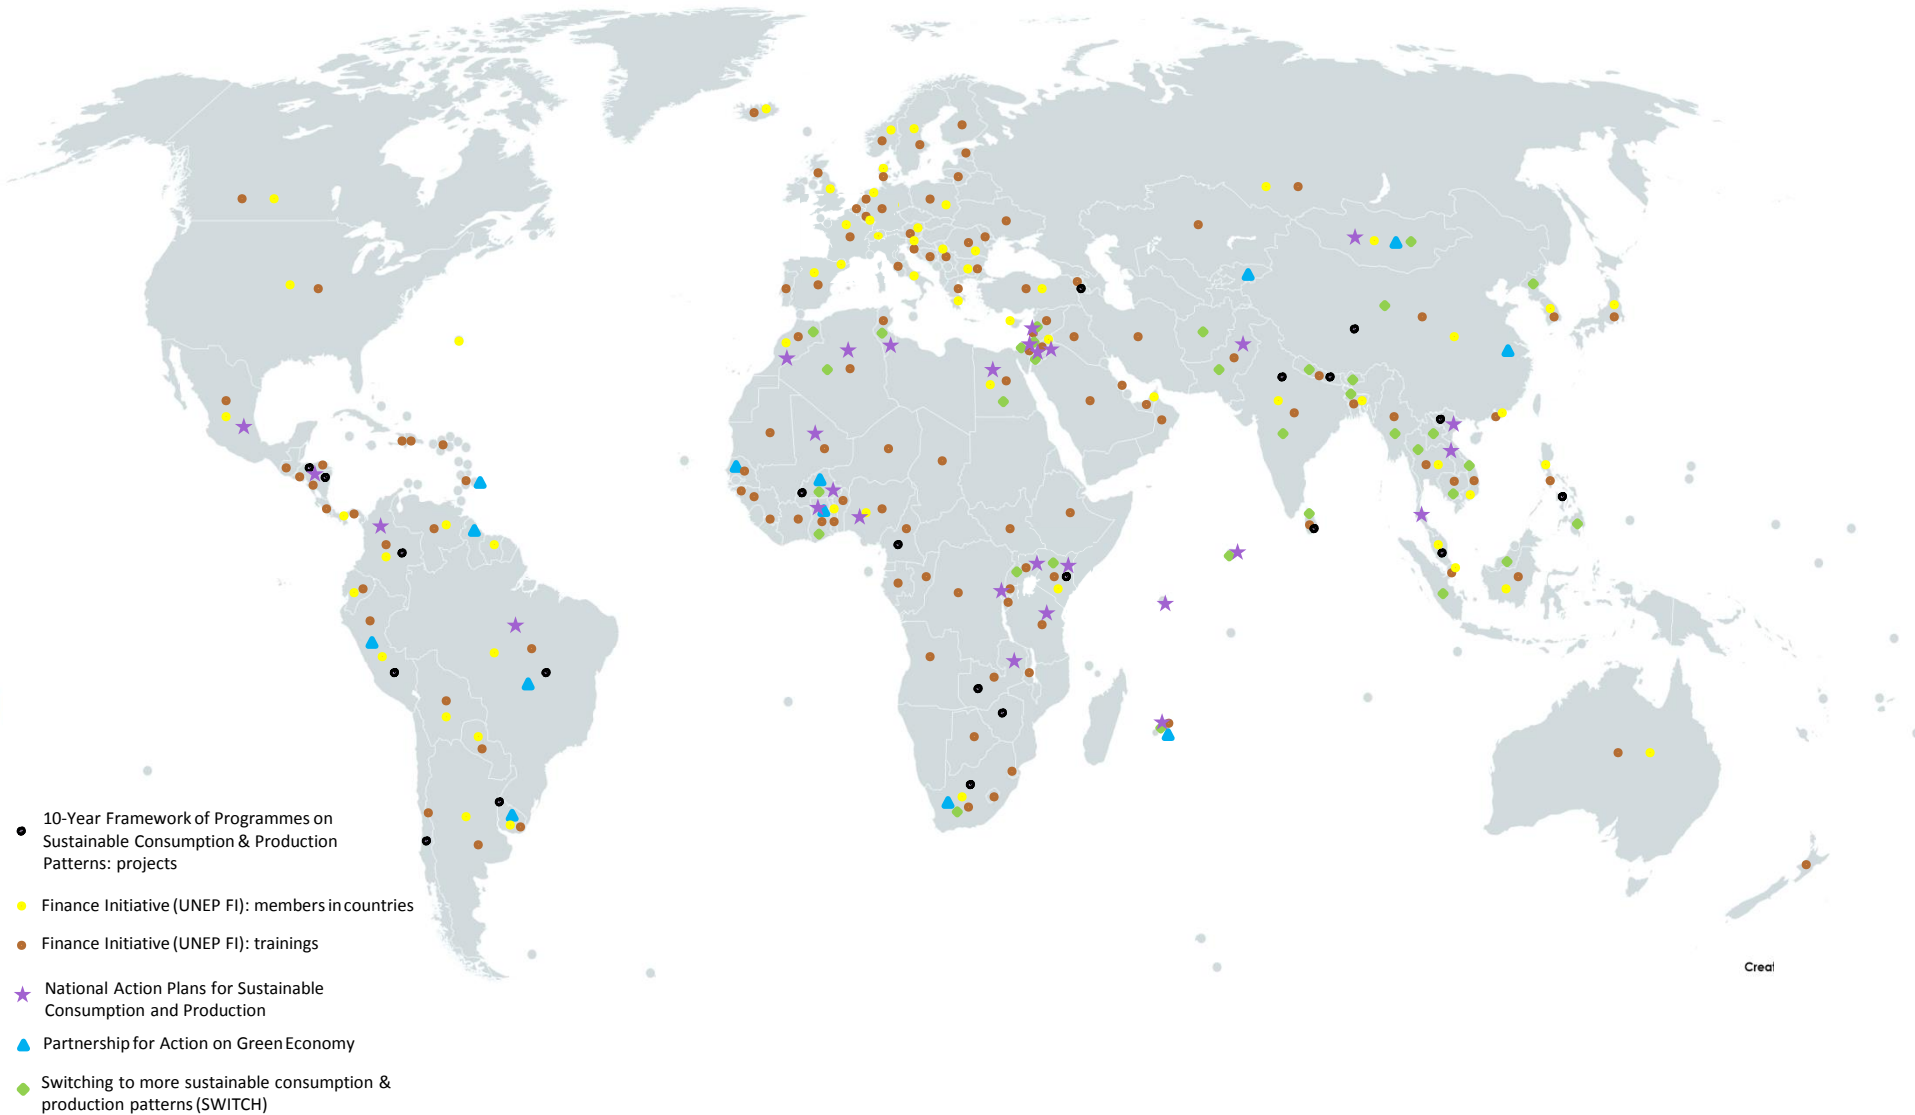 10-Year Framework of Programmes on
Sustainable Consumption & Production
Patterns: projects
Finance Initiative (UNEP FI): members in countries
Finance Initiative (UNEP FI): trainings
National Action Plans for Sustainable
Consumption and Production
Partnership for Action on Green Economy
Switching to more sustainable consumption &
production patterns (SWITCH)
Creat